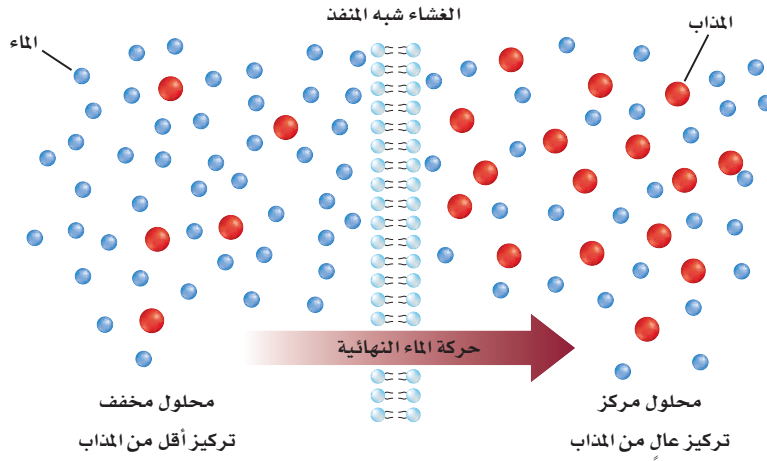 الغشاء شبه المنفذ
المذاب
الماء
حركة الماء النهائية
محلول مركز
تركيز عالٍ من المذاب
محلول مخفف
تركيز أقل من المذاب